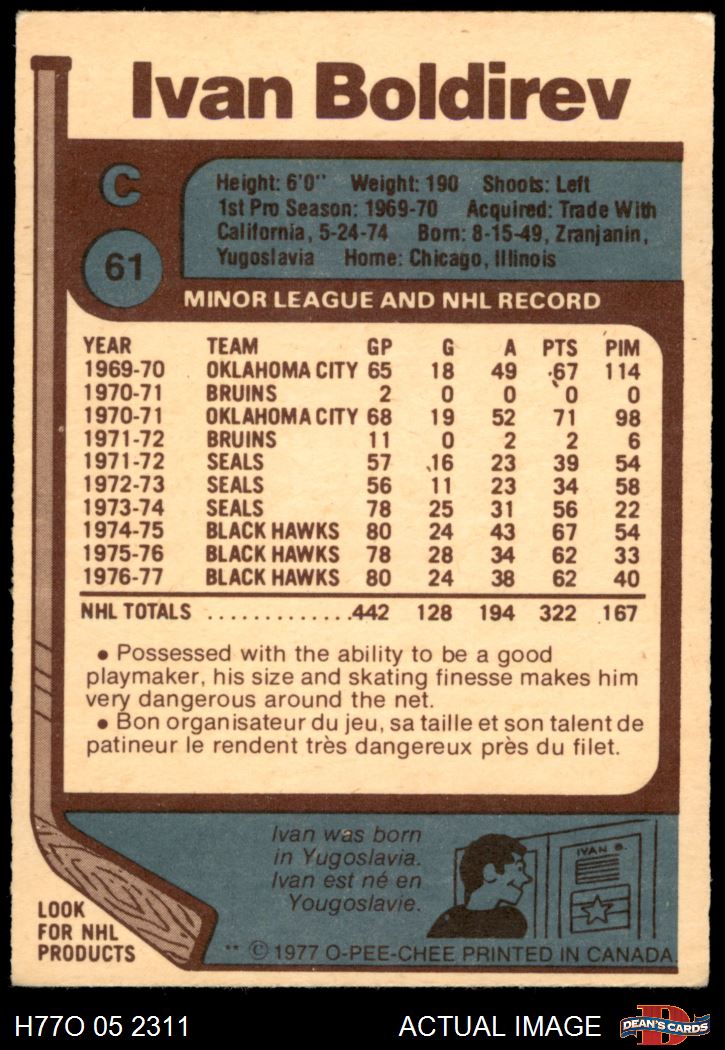 Ivan Boldirev
C
61
Height: 6'0" Weight: 190 Shoots: Left
1st Pro Season: 1969-70 Acquired: Trade With
California, 5-24-74 Born: 8-15-49, Zranjanin,
Yugoslavia Home: Chicago, Illinois
MINOR LEAGUE AND NHL RECORD
YEAR TEAM GP G A PTS PIM
1969-70 OKLAHOMA CITY 65 18 49 67 114
1970-71 BRUINS 2 0 0 0 0
1970-71 OKLAHOMA CITY 68 19 52 71 98
1971-72 BRUINS 11 0 2 2 6
1971-72 SEALS 57 16 23 39 54
1972-73 SEALS 56 11 23 34 58
1973-74 SEALS 78 25 31 56 22
1974-75 BLACK HAWKS 80 24 43 67 54
1975-76 BLACK HAWKS 78 28 34 62 33
1976-77 BLACK HAWKS 80 24 38 62 40
NHL TOTALS .............442 128 194 322 167
• Possessed with the ability to be a good
playmaker, his size and skating finesse makes him
very dangerous around the net.
• Bon organisateur du jeu, sa taille et son talent de
patineur le rendent très dangereux près du filet.
Ivan was born
in Yugoslavia.
Ivan est né en
Yougoslavie.
IVAN B.
LOOK
FOR NHL
PRODUCTS
** © 1977 O-PEE-CHEE PRINTED IN CANADA
H77O 05 2311 ACTUAL IMAGE
D
DEAN'S CARDS